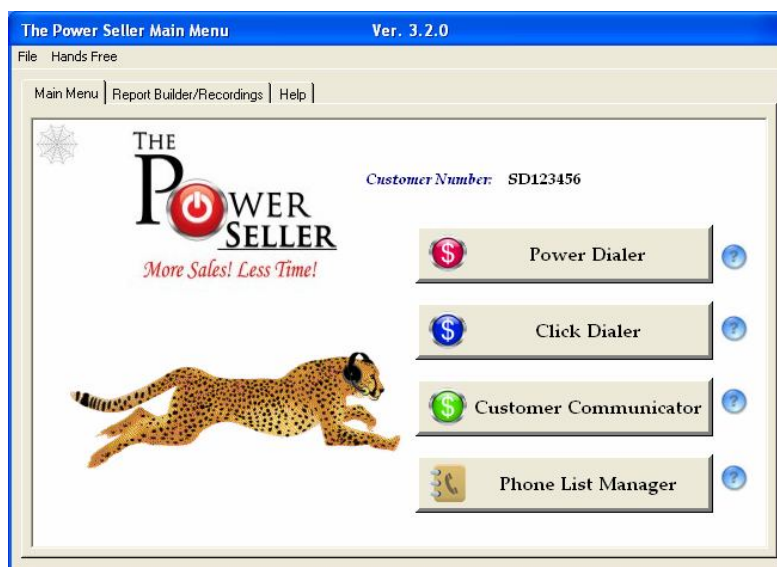 The Power Seller Main Menu Ver. 3.2.0
File Hands Free
Main Menu Report Builder/Recordings Help
THE
POWER
SELLER
More Sales! Less Time!
Customer Number: SD123456
$ Power Dialer ?
$ Click Dialer ?
$ Customer Communicator ?
Phone List Manager ?